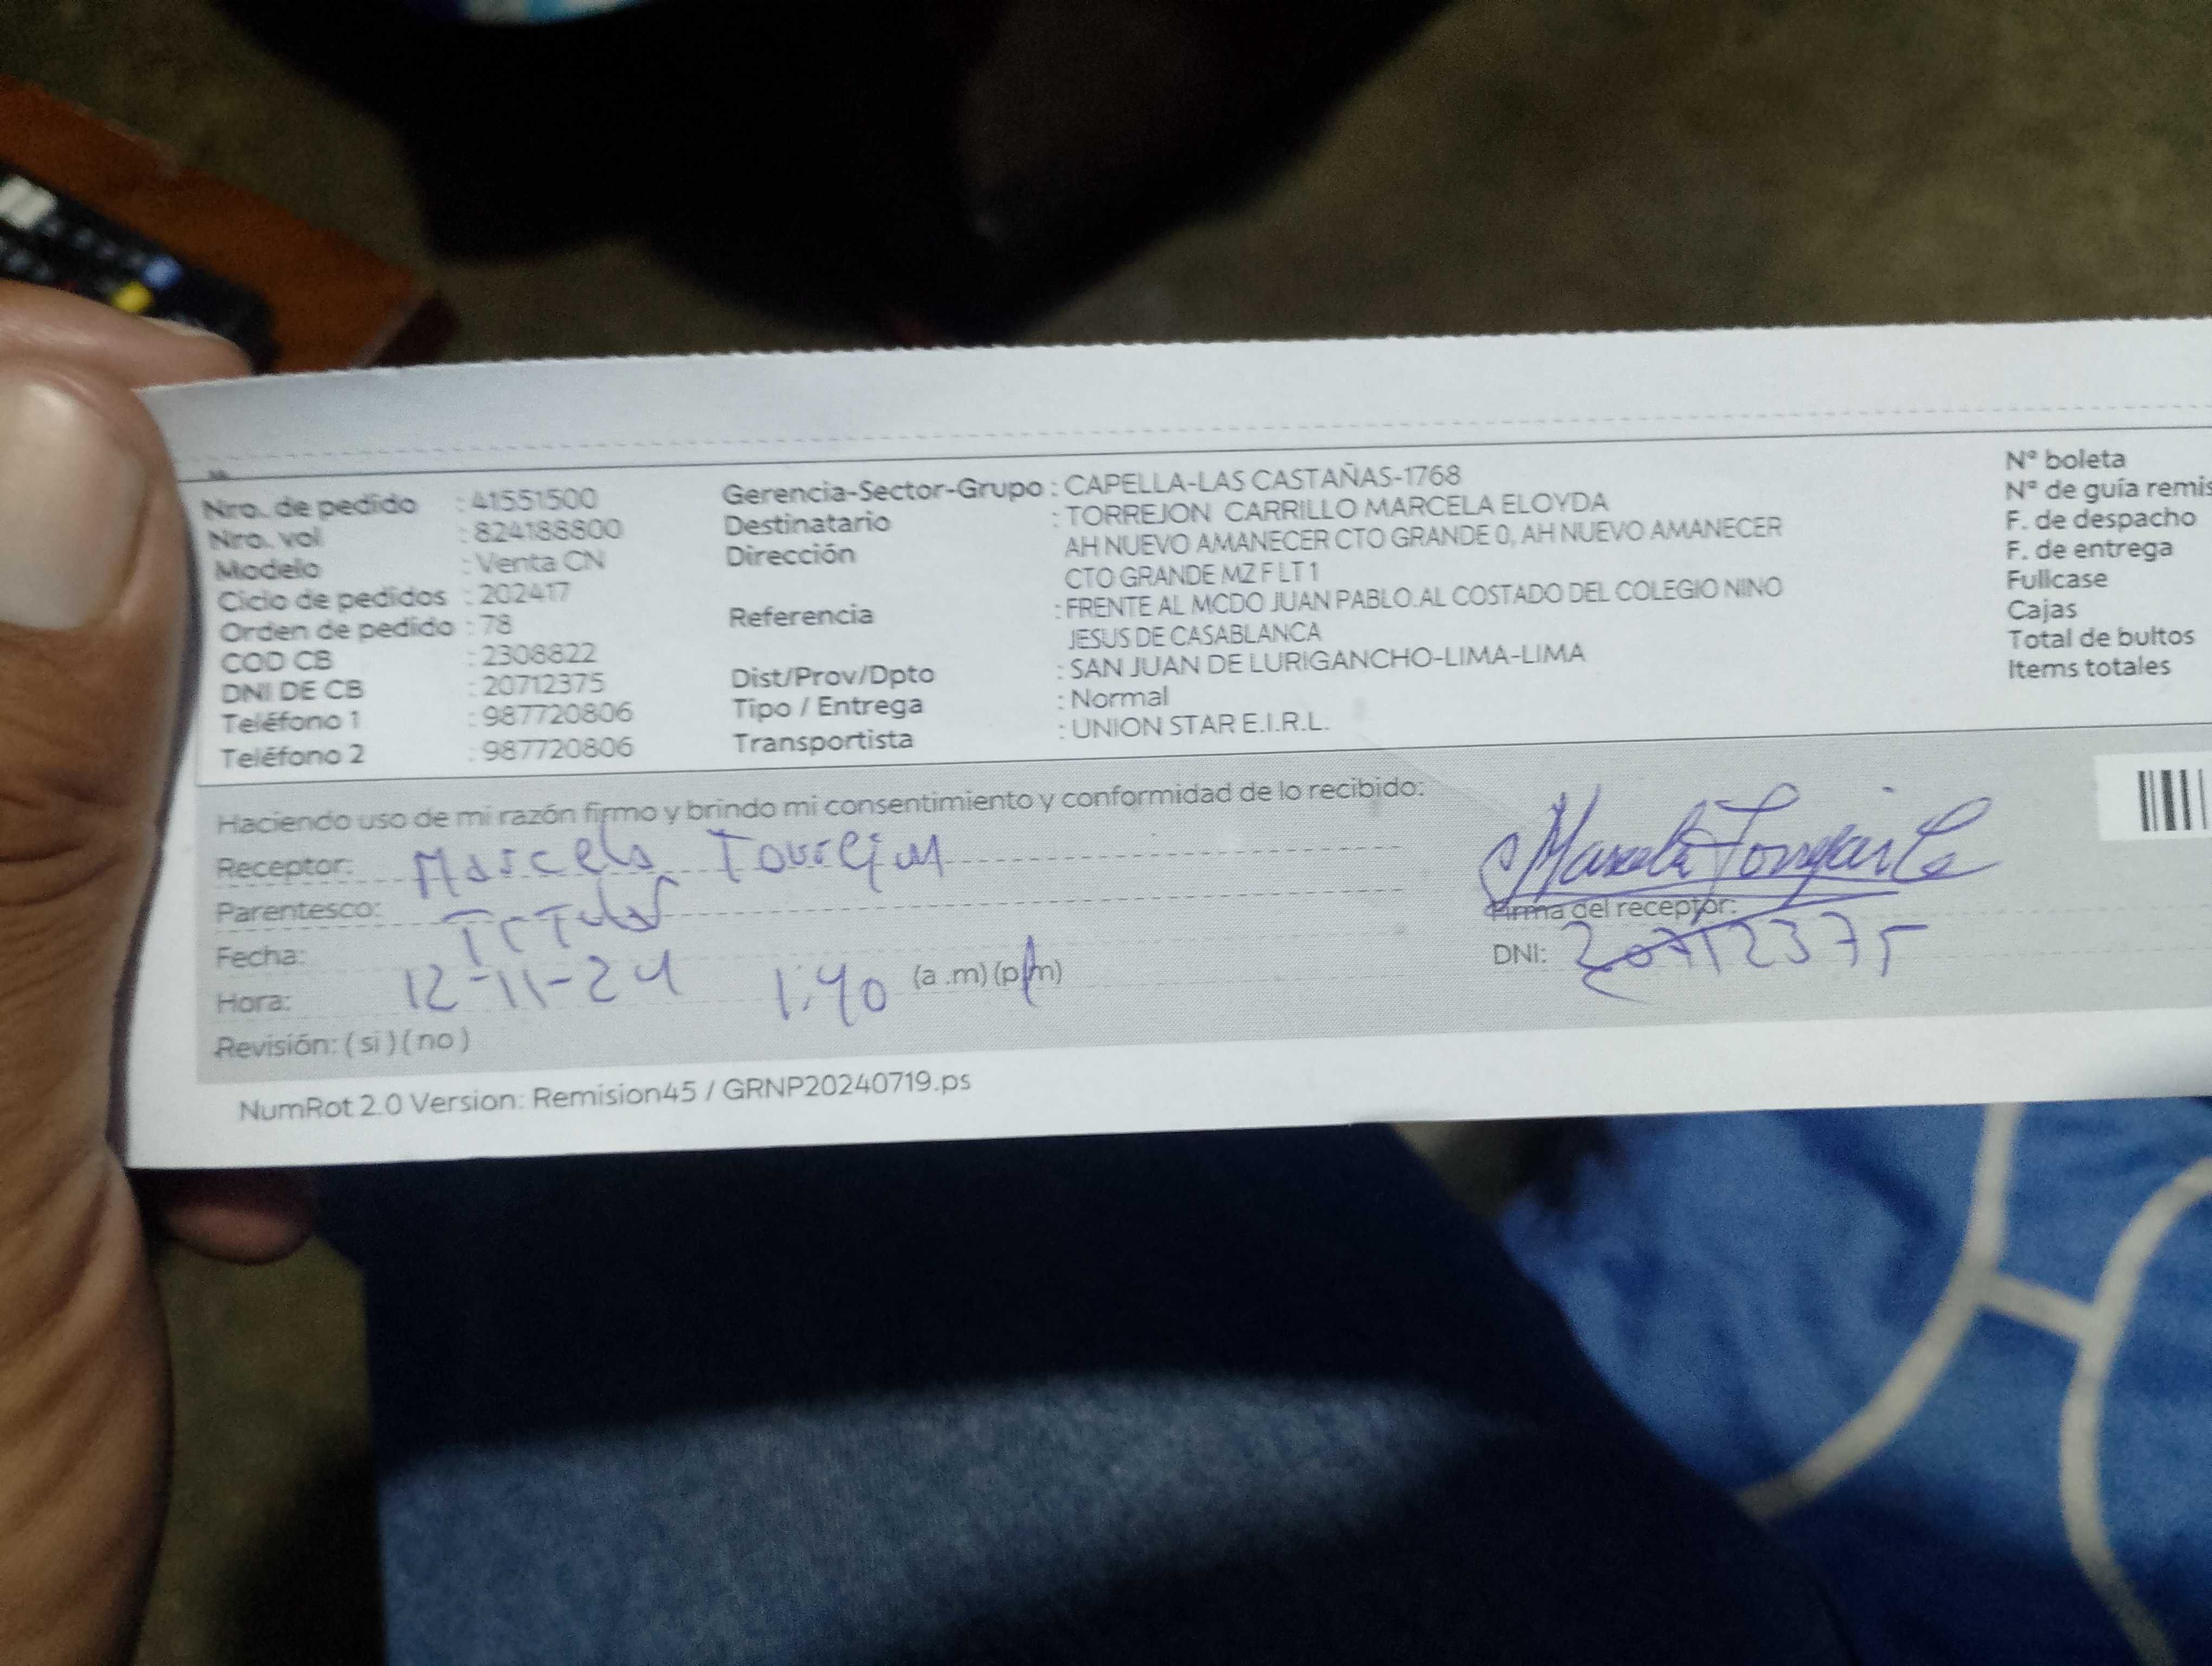 Nro. de pedido : 41551500 Gerencia-Sector-Grupo : CAPELLA-LAS CASTAÑAS-1768 N° boleta
Nro. vol : 824188800 Destinatario : TORREJON CARRILLO MARCELA ELOYDA N° de guía remis
Modelo : Venta CN Dirección AH NUEVO AMANECER CTO GRANDE 0, AH NUEVO AMANECER F. de despacho
Ciclo de pedidos : 202417 CTO GRANDE MZ F LT 1 F. de entrega
Orden de pedido : 78 Referencia : FRENTE AL MCDO JUAN PABLO.AL COSTADO DEL COLEGIO NINO Fullcase
COD CB : 2308822 JESUS DE CASABLANCA Cajas
DNI DE CB : 20712375 Dist/Prov/Dpto : SAN JUAN DE LURIGANCHO-LIMA-LIMA Total de bultos
Teléfono 1 : 987720806 Tipo / Entrega : Normal Items totales
Teléfono 2 : 987720806 Transportista : UNION STAR E.I.R.L.
Haciendo uso de mi razón firmo y brindo mi consentimiento y conformidad de lo recibido:
Receptor: Marcela Torrejon
Parentesco: Titular
Firma del receptor:
Fecha: 12-11-24
DNI: 20712375
Hora: 1:40 (a .m) (p.m)
Revisión: ( si ) ( no )
NumRot 2.0 Version: Remision45 / GRNP20240719.ps